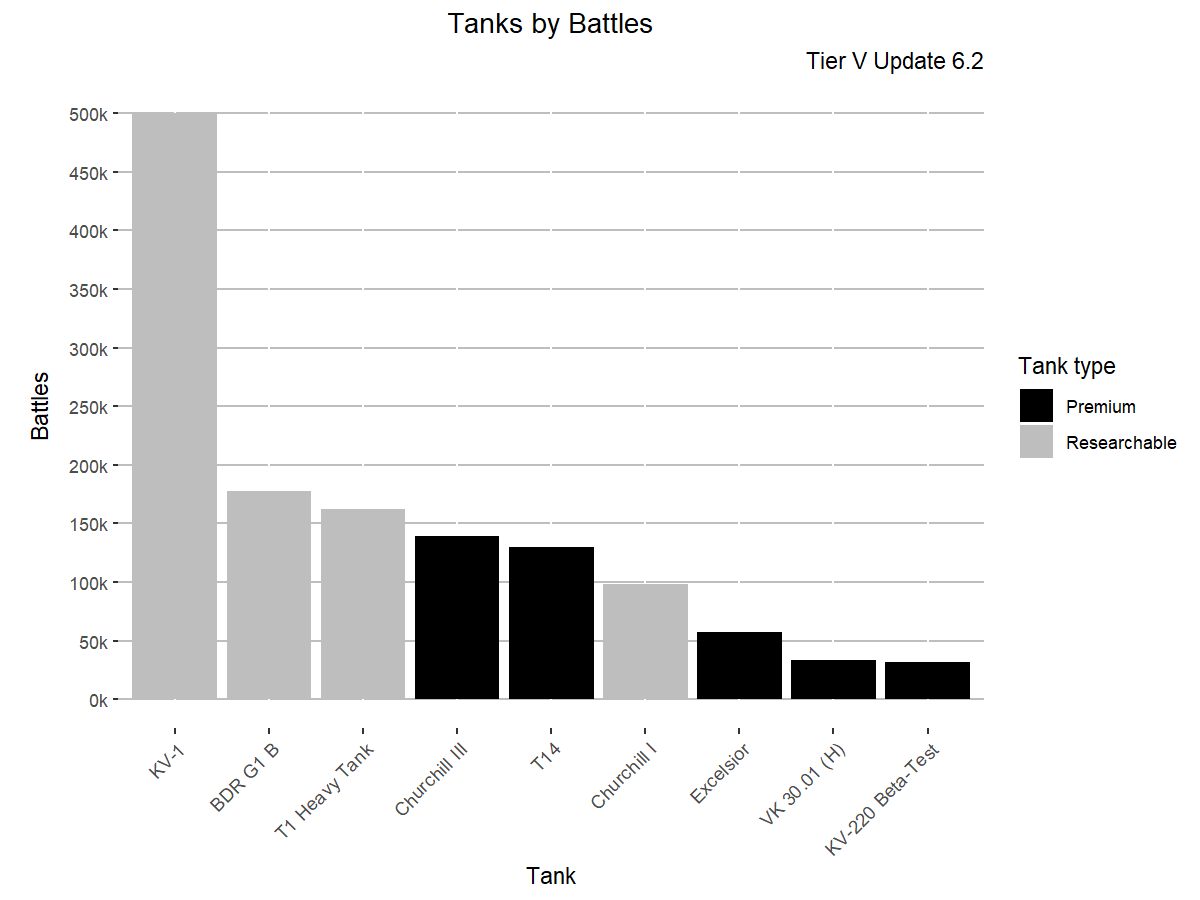 Tanks by Battles
Tier V Update 6.2
500k
450k
400k
350k
300k
250k
200k
150k
100k
50k
0k
Battles
KV-1
BDR G1 B
T1 Heavy Tank
Churchill III
T14
Churchill I
Excelsior
VK 30.01 (H)
KV-220 Beta-Test
Tank
Tank type
Premium
Researchable